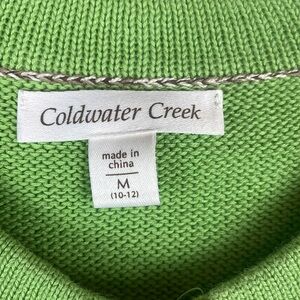 Coldwater Creek
made in
china
M
(10-12)